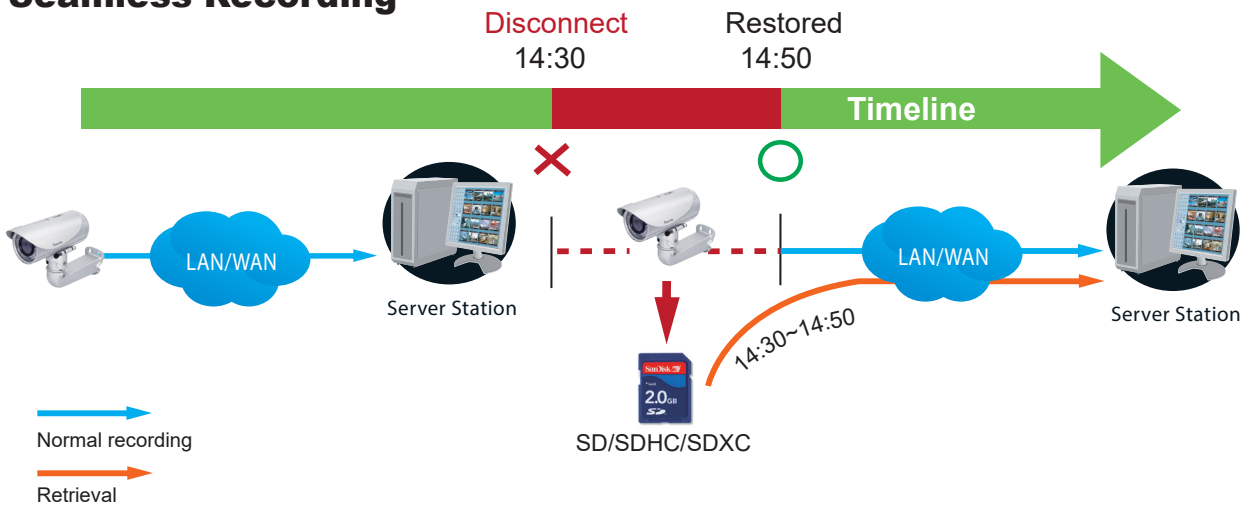 Seamless Recording
Disconnect
14:30
Restored
14:50
Timeline
LAN/WAN
Server Station
LAN/WAN
Server Station
14:30~14:50
SanDisk
2.0GB
SD
SD/SDHC/SDXC
Normal recording
Retrieval